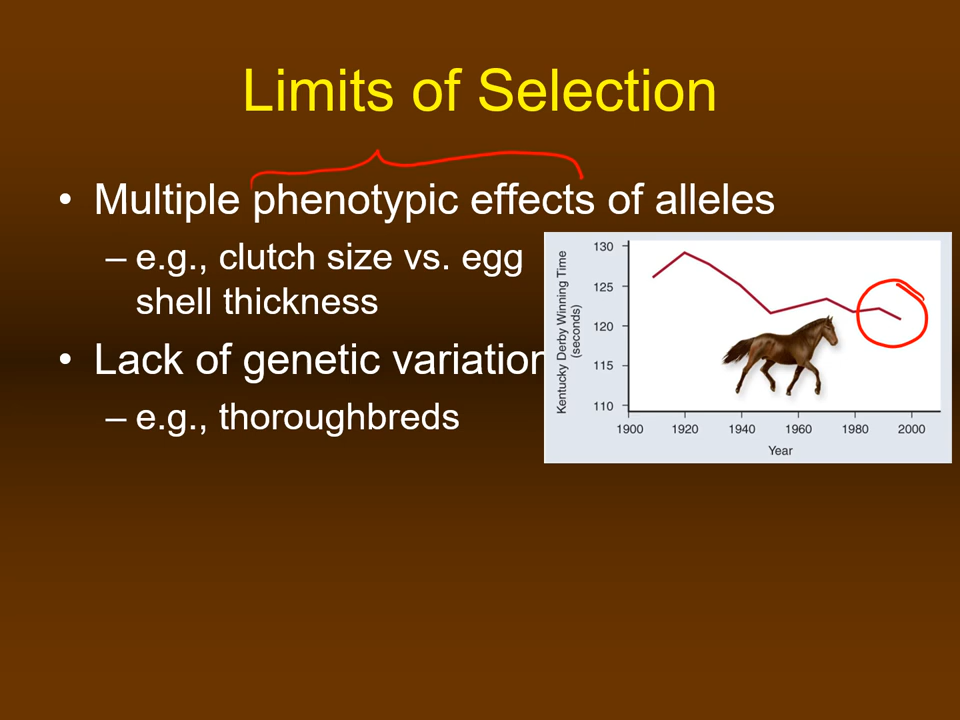 Limits of Selection
• Multiple phenotypic effects of alleles
– e.g., clutch size vs. egg
shell thickness
• Lack of genetic variation
– e.g., thoroughbreds
Kentucky Derby Winning Time
(seconds)
130
125
120
115
110
1900 1920 1940 1960 1980 2000
Year